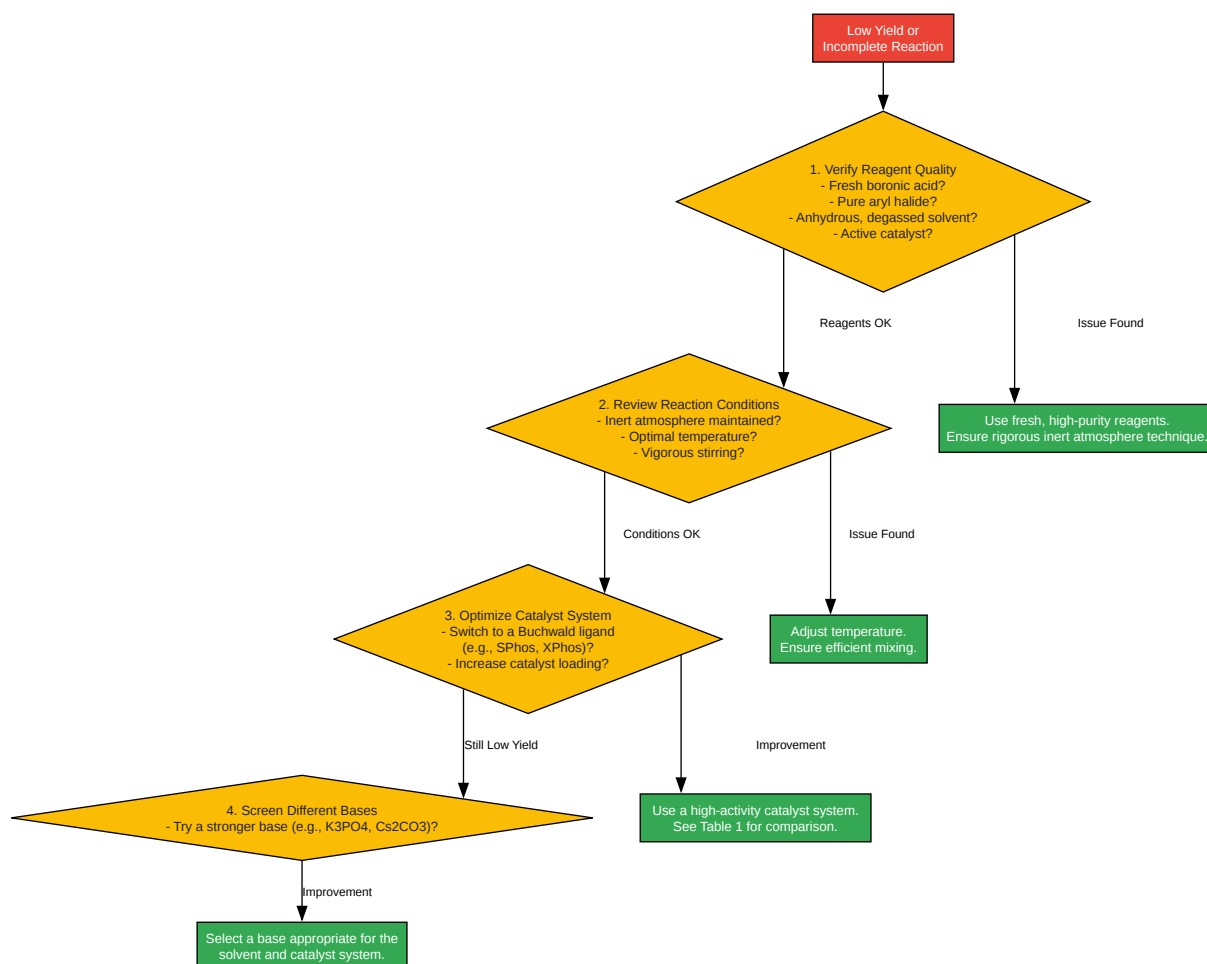 Low Yield or
Incomplete Reaction
1. Verify Reagent Quality
- Fresh boronic acid?
- Pure aryl halide?
- Anhydrous, degassed solvent?
- Active catalyst?
Reagents OK
Issue Found
2. Review Reaction Conditions
- Inert atmosphere maintained?
- Optimal temperature?
- Vigorous stirring?
Use fresh, high-purity reagents.
Ensure rigorous inert atmosphere technique.
Conditions OK
Issue Found
3. Optimize Catalyst System
- Switch to a Buchwald ligand
(e.g., SPhos, XPhos)?
- Increase catalyst loading?
Adjust temperature.
Ensure efficient mixing.
Still Low Yield
Improvement
4. Screen Different Bases
- Try a stronger base (e.g., K3PO4, Cs2CO3)?
Use a high-activity catalyst system.
See Table 1 for comparison.
Improvement
Select a base appropriate for the
solvent and catalyst system.